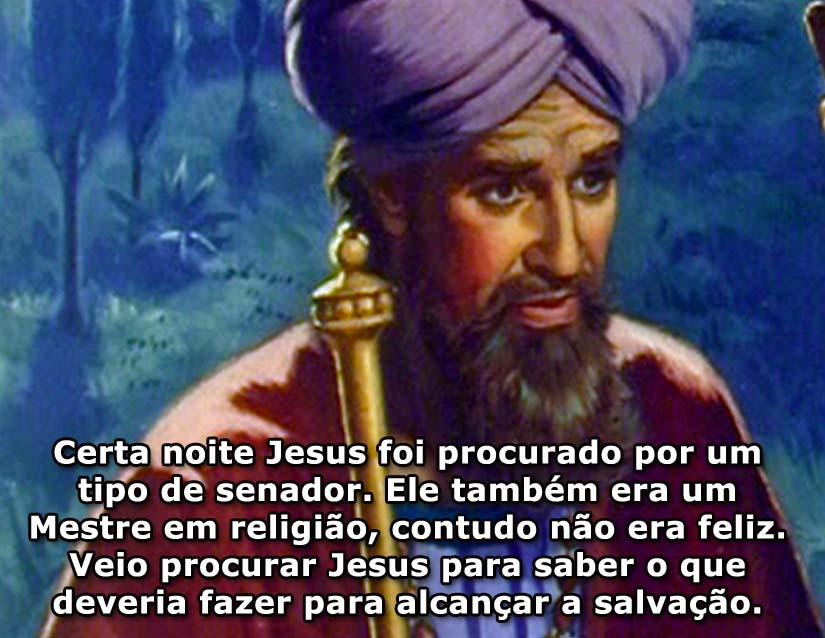 Certa noite Jesus foi procurado por um
tipo de senador. Ele também era um
Mestre em religião, contudo não era feliz.
Veio procurar Jesus para saber o que
deveria fazer para alcançar a salvação.